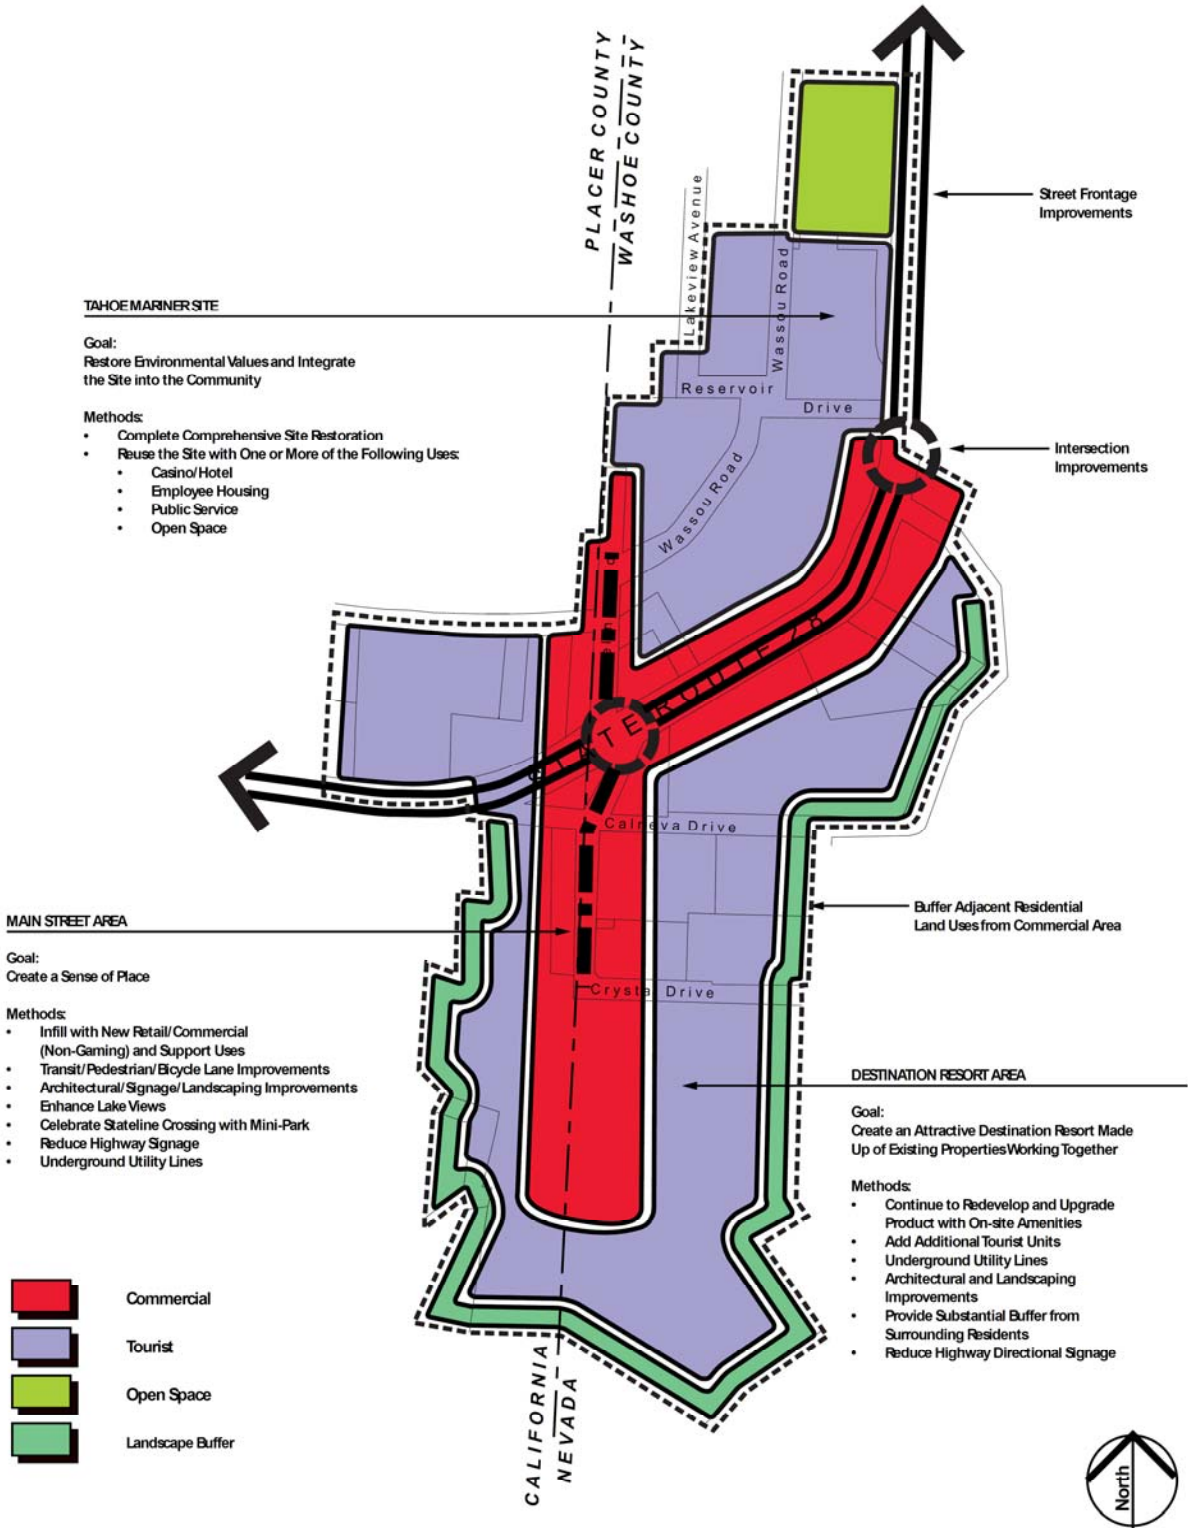 PLACER COUNTY
WASHOE COUNTY
Street Frontage
Improvements
Lakeview Avenue
Wassou Road
TAHOE MARINER SITE
Goal:
Restore Environmental Values and Integrate
the Site into the Community
Methods:
• Complete Comprehensive Site Restoration
• Reuse the Site with One or More of the Following Uses:
• Casino/Hotel
• Employee Housing
• Public Service
• Open Space
Reservoir
Drive
Intersection
Improvements
Wassou Road
STATE ROUTE 28
Calneva Drive
Buffer Adjacent Residential
Land Uses from Commercial Area
MAIN STREET AREA
Goal:
Create a Sense of Place
Methods:
• Infill with New Retail/Commercial
(Non-Gaming) and Support Uses
• Transit/Pedestrian/Bicycle Lane Improvements
• Architectural/Signage/Landscaping Improvements
• Enhance Lake Views
• Celebrate Stateline Crossing with Mini-Park
• Reduce Highway Signage
• Underground Utility Lines
Crystal Drive
DESTINATION RESORT AREA
Goal:
Create an Attractive Destination Resort Made
Up of Existing Properties Working Together
Methods:
• Continue to Redevelop and Upgrade
Product with On-site Amenities
• Add Additional Tourist Units
• Underground Utility Lines
• Architectural and Landscaping
Improvements
• Provide Substantial Buffer from
Surrounding Residents
• Reduce Highway Directional Signage
Commercial
Tourist
Open Space
Landscape Buffer
CALIFORNIA
NEVADA
North